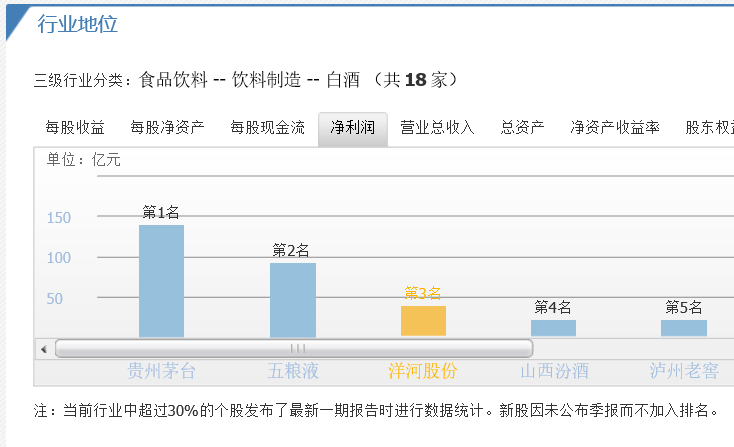 行业地位
三级行业分类：食品饮料 -- 饮料制造 -- 白酒 （共 18 家）
每股收益 每股净资产 每股现金流 净利润 营业总收入 总资产 净资产收益率 股东权
单位：亿元
150
100
50
第1名
第2名
第3名
第4名
第5名
贵州茅台 五粮液 洋河股份 山西汾酒 泸州老窖
注：当前行业中超过30%的个股发布了最新一期报告时进行数据统计。新股因未公布季报而不加入排名。